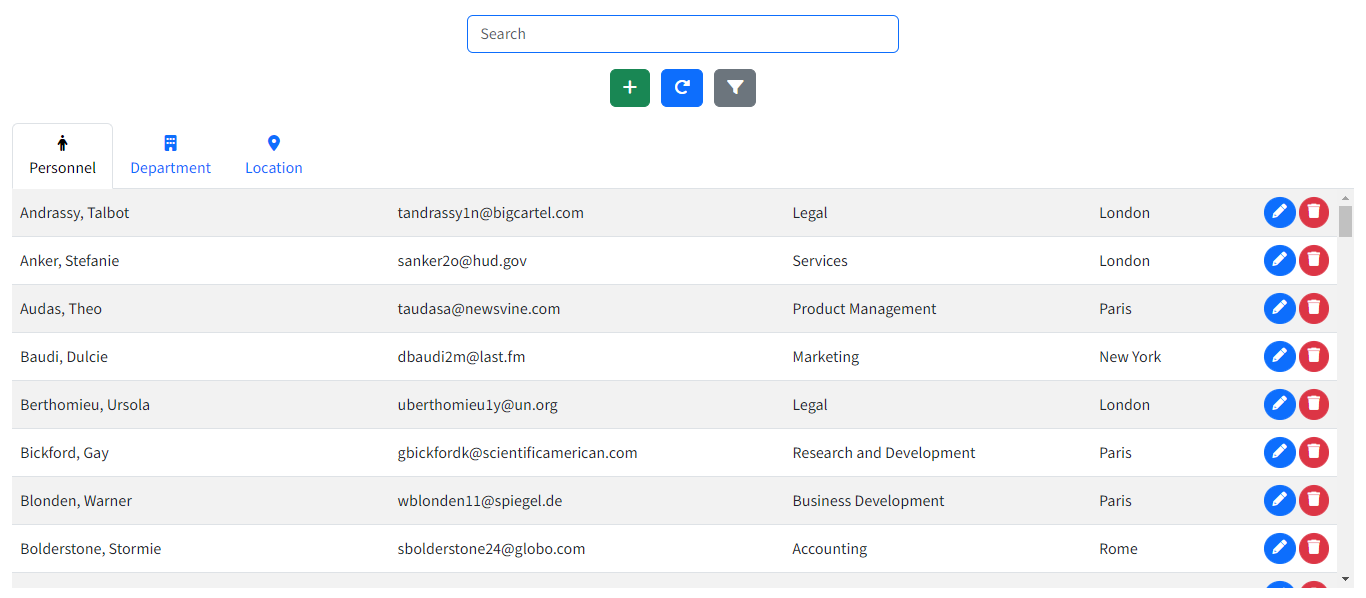 Search
Personnel Department Location
Andrassy, Talbot tandrassy1n@bigcartel.com Legal London
Anker, Stefanie sanker2o@hud.gov Services London
Audas, Theo taudasa@newsvine.com Product Management Paris
Baudi, Dulcie dbaudi2m@last.fm Marketing New York
Berthomieu, Ursola uberthomieu1y@un.org Legal London
Bickford, Gay gbickfordk@scientificamerican.com Research and Development Paris
Blonden, Warner wblonden11@spiegel.de Business Development Paris
Bolderstone, Stormie sbolderstone24@globo.com Accounting Rome